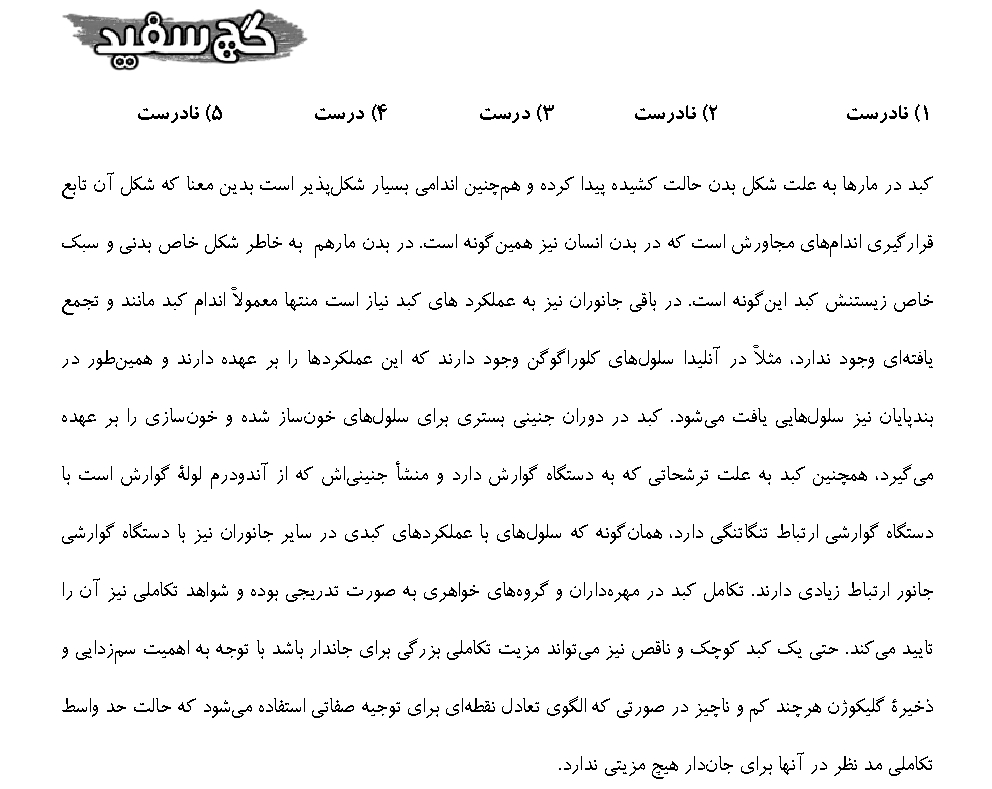 گچ سفید
۱) نادرست ۲) نادرست ۳) درست ۴) درست ۵) نادرست
کبد در مارها به علت شکل بدن حالت کشیده پیدا کرده و هم‌چنین اندامی بسیار شکل‌پذیر است بدین معنا که شکل آن تابع
قرارگیری اندام‌های مجاورش است که در بدن انسان نیز همین‌گونه است. در بدن مارهم به خاطر شکل خاص بدنی و سبک
خاص زیستنش کبد این‌گونه است. در باقی جانوران نیز به عملکرد های کبد نیاز است منتها معمولاً اندام کبد مانند و تجمع
یافته‌ای وجود ندارد، مثلاً در آنلیدا سلول‌های کلوراگوگن وجود دارند که این عملکردها را بر عهده دارند و همین‌طور در
بندپایان نیز سلول‌هایی یافت می‌شود. کبد در دوران جنینی بستری برای سلول‌های خون‌ساز شده و خون‌سازی را بر عهده
می‌گیرد، همچنین کبد به علت ترشحاتی که به دستگاه گوارش دارد و منشأ جنینی‌اش که از آندودرم لولۀ گوارش است با
دستگاه گوارشی ارتباط تنگاتنگی دارد، همان‌گونه که سلول‌های با عملکردهای کبدی در سایر جانوران نیز با دستگاه گوارشی
جانور ارتباط زیادی دارند. تکامل کبد در مهره‌داران و گروه‌های خواهری به صورت تدریجی بوده و شواهد تکاملی نیز آن را
تایید می‌کند. حتی یک کبد کوچک و ناقص نیز می‌تواند مزیت تکاملی بزرگی برای جاندار باشد با توجه به اهمیت سم‌زدایی و
ذخیرۀ گلیکوژن هرچند کم و ناچیز در صورتی که الگوی تعادل نقطه‌ای برای توجیه صفاتی استفاده می‌شود که حالت حد واسط
تکاملی مد نظر در آنها برای جان‌دار هیچ مزیتی ندارد.